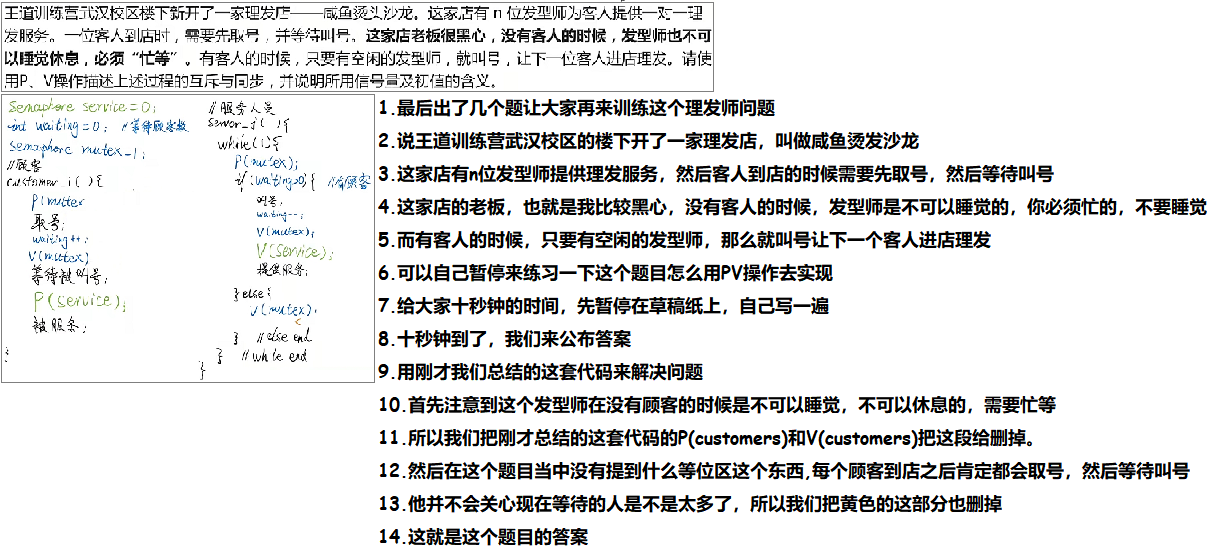 王道训练营武汉校区楼下新开了一家理发店——咸鱼烫头沙龙。这家店有 n 位发型师为客人提供一对一理
发服务。一位客人到店时，需要先取号，并等待叫号。这家店老板很黑心，没有客人的时候，发型师也不可
以睡觉休息，必须“忙等”。有客人的时候，只要有空闲的发型师，就叫号，让下一位客人进店理发。请使
用P、V操作描述上述过程的互斥与同步，并说明所用信号量及初值的含义。
Semaphore service=0;
int waiting=0; //等待顾客数
Semaphore mutex=1;
//顾客
customer_i(){
P(mutex
取号;
waiting++;
V(mutex)
等待被叫号;
P(service);
被服务;
}
//服务人员
server_j(){
while(1){
P(mutex);
if(waiting>0){ //有顾客
叫号;
waiting--;
V(mutex);
V(service);
提供服务;
}else{
V(mutex);
} //else end
} //while end
}
1.最后出了几个题让大家再来训练这个理发师问题
2.说王道训练营武汉校区的楼下开了一家理发店，叫做咸鱼烫发沙龙
3.这家店有n位发型师提供理发服务，然后客人到店的时候需要先取号，然后等待叫号
4.这家店的老板，也就是我比较黑心，没有客人的时候，发型师是不可以睡觉的，你必须忙的，不要睡觉
5.而有客人的时候，只要有空闲的发型师，那么就叫号让下一个客人进店理发
6.可以自己暂停来练习一下这个题目怎么用PV操作去实现
7.给大家十秒钟的时间，先暂停在草稿纸上，自己写一遍
8.十秒钟到了，我们来公布答案
9.用刚才我们总结的这套代码来解决问题
10.首先注意到这个发型师在没有顾客的时候是不可以睡觉，不可以休息的，需要忙等
11.所以我们把刚才总结的这套代码的P(customers)和V(customers)把这段给删掉。
12.然后在这个题目当中没有提到什么等位区这个东西,每个顾客到店之后肯定都会取号，然后等待叫号
13.他并不会关心现在等待的人是不是太多了，所以我们把黄色的这部分也删掉
14.这就是这个题目的答案